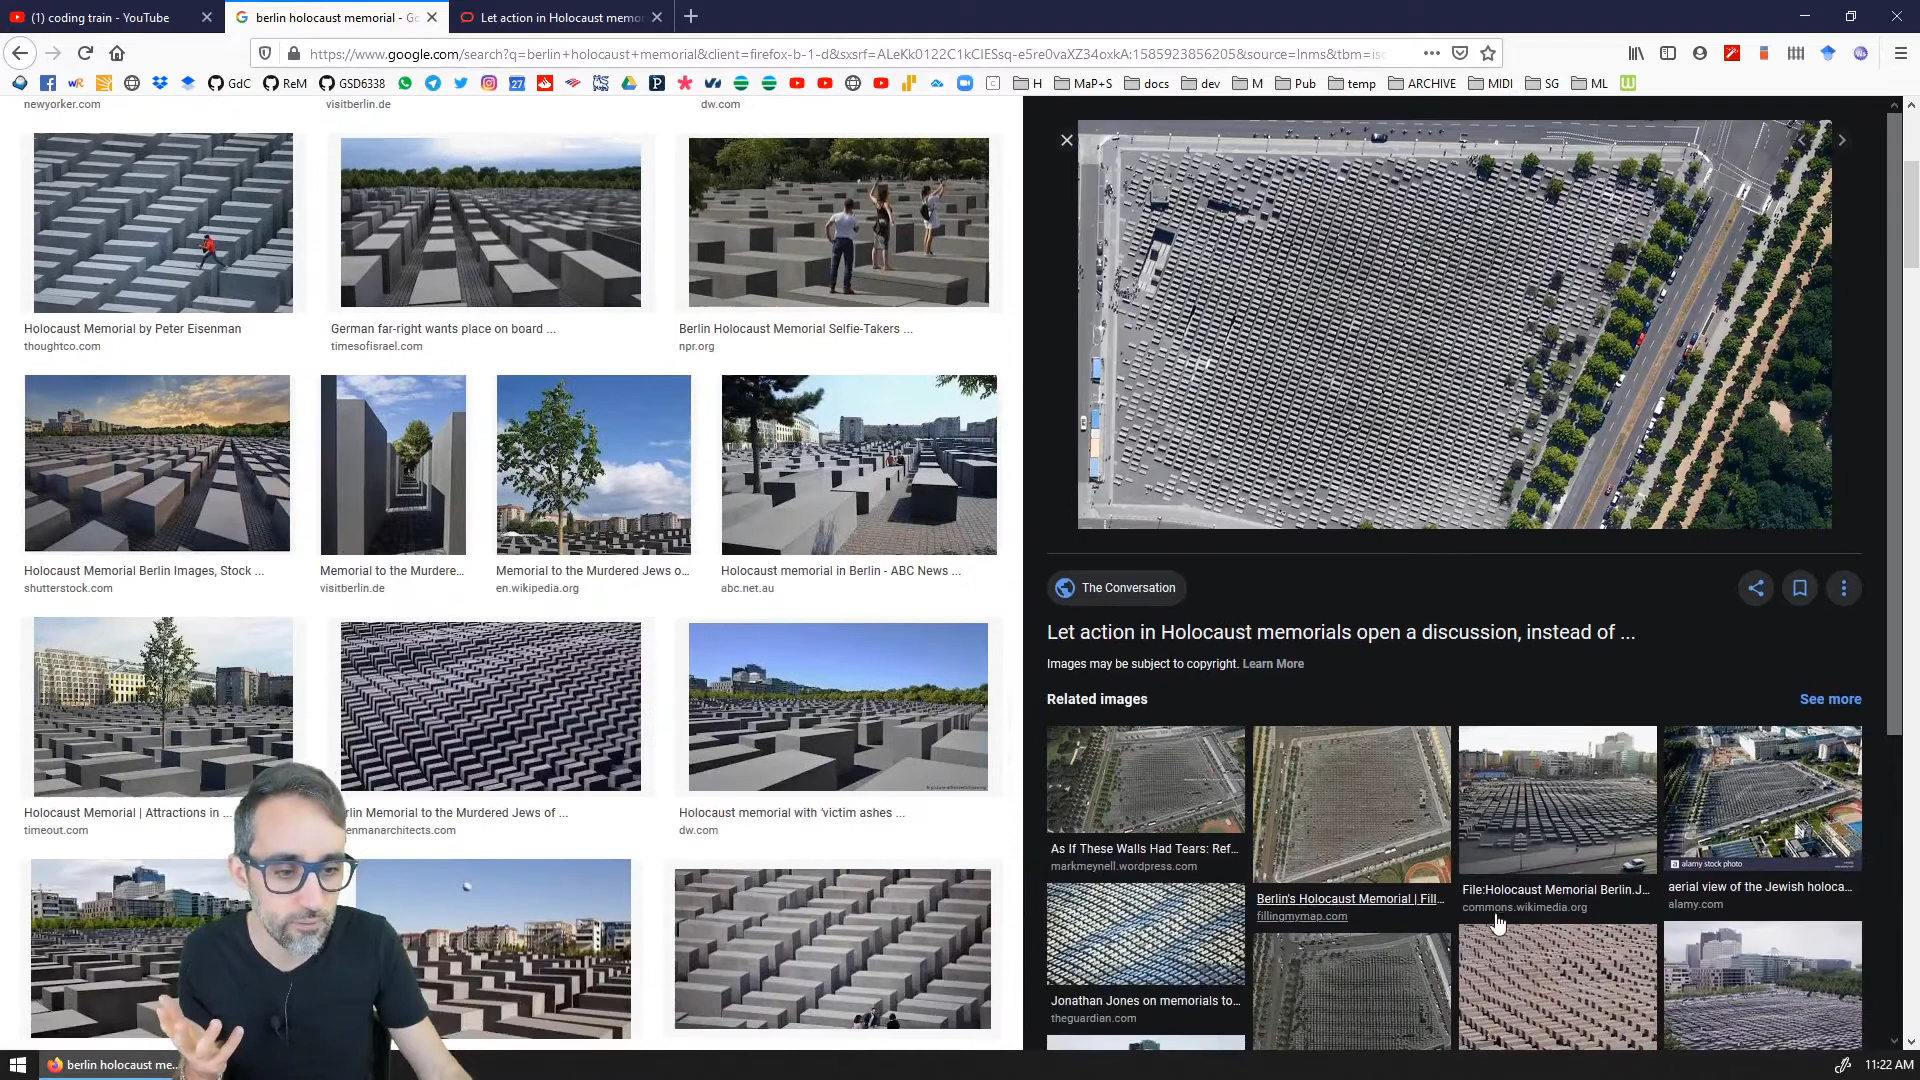 (1) coding train - YouTube
berlin holocaust memorial - Go
Let action in Holocaust memo
https://www.google.com/search?q=berlin+holocaust+memorial&client=firefox-b-1-d&sxsrf=ALeKk0122C1kCIESsq-e5re0vaXZ34oxkA:1585923856205&source=lnms&tbm=isc
GdC
ReM
GSD6338
H
MaP+S
docs
dev
M
Pub
temp
ARCHIVE
MIDI
SG
ML
newyorker.com
visitberlin.de
dw.com
Holocaust Memorial by Peter Eisenman
thoughtco.com
German far-right wants place on board ...
timesofisrael.com
Berlin Holocaust Memorial Selfie-Takers ...
npr.org
Holocaust Memorial Berlin Images, Stock ...
shutterstock.com
Memorial to the Murdere...
visitberlin.de
Memorial to the Murdered Jews o...
en.wikipedia.org
Holocaust memorial in Berlin - ABC News ...
abc.net.au
Holocaust Memorial | Attractions in ...
timeout.com
rlin Memorial to the Murdered Jews of ...
enmanarchitects.com
Holocaust memorial with 'victim ashes ...
dw.com
The Conversation
Let action in Holocaust memorials open a discussion, instead of ...
Images may be subject to copyright. Learn More
Related images
See more
As If These Walls Had Tears: Ref...
markmeynell.wordpress.com
Berlin's Holocaust Memorial | Fill...
fillingmymap.com
File:Holocaust Memorial Berlin.J...
commons.wikimedia.org
a alamy stock photo
aerial view of the Jewish holoca...
alamy.com
Jonathan Jones on memorials to...
theguardian.com
berlin holocaust me...
11:22 AM